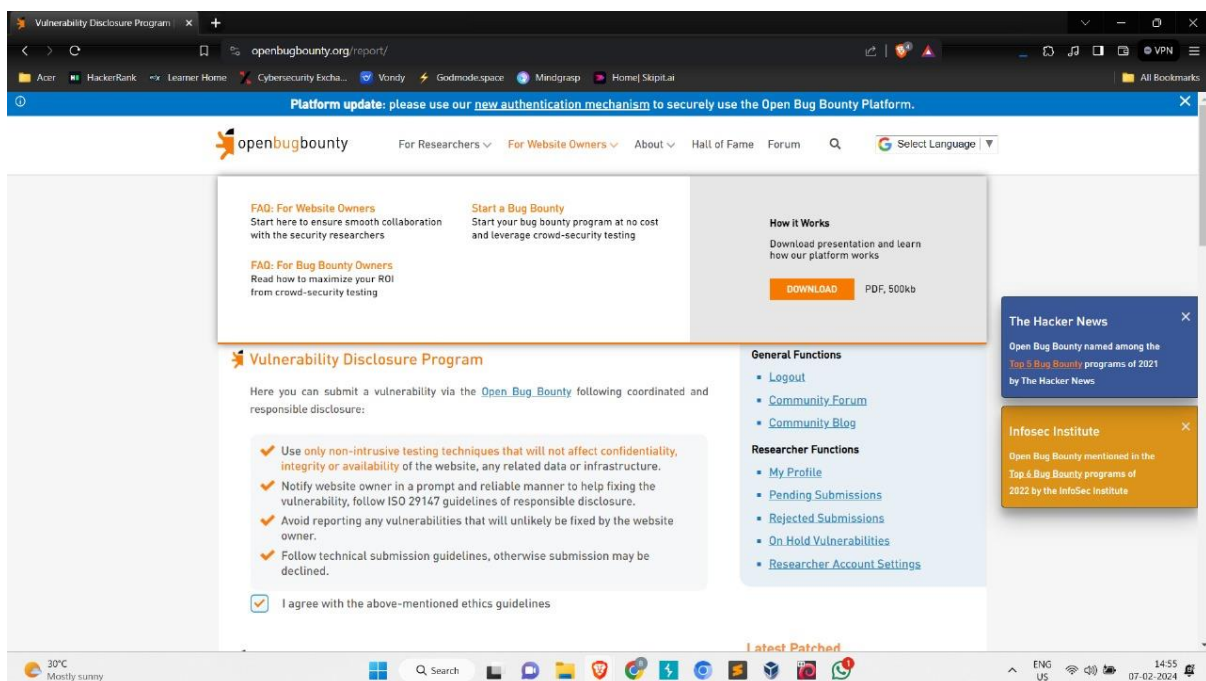 Vulnerability Disclosure Program
openbugbounty.org/report/
VPN
Acer HackerRank Learner Home Cybersecurity Excha... Vondy Godmode.space Mindgrasp Home| Skipit.ai All Bookmarks
Platform update: please use our new authentication mechanism to securely use the Open Bug Bounty Platform.
openbugbounty For Researchers For Website Owners About Hall of Fame Forum Select Language
FAQ: For Website Owners
Start here to ensure smooth collaboration
with the security researchers
FAQ: For Bug Bounty Owners
Read how to maximize your ROI
from crowd-security testing
Start a Bug Bounty
Start your bug bounty program at no cost
and leverage crowd-security testing
How it Works
Download presentation and learn
how our platform works
DOWNLOAD PDF, 500kb
Vulnerability Disclosure Program
Here you can submit a vulnerability via the Open Bug Bounty following coordinated and
responsible disclosure:
Use only non-intrusive testing techniques that will not affect confidentiality,
integrity or availability of the website, any related data or infrastructure.
Notify website owner in a prompt and reliable manner to help fixing the
vulnerability, follow ISO 29147 guidelines of responsible disclosure.
Avoid reporting any vulnerabilities that will unlikely be fixed by the website
owner.
Follow technical submission guidelines, otherwise submission may be
declined.
I agree with the above-mentioned ethics guidelines
General Functions
Logout
Community Forum
Community Blog
Researcher Functions
My Profile
Pending Submissions
Rejected Submissions
On Hold Vulnerabilities
Researcher Account Settings
Latest Patched
The Hacker News
Open Bug Bounty named among the
Top 5 Bug Bounty programs of 2021
by The Hacker News
Infosec Institute
Open Bug Bounty mentioned in the
Top 6 Bug Bounty programs of
2022 by the InfoSec Institute
30°C
Mostly sunny
Search
ENG
US
14:55
07-02-2024